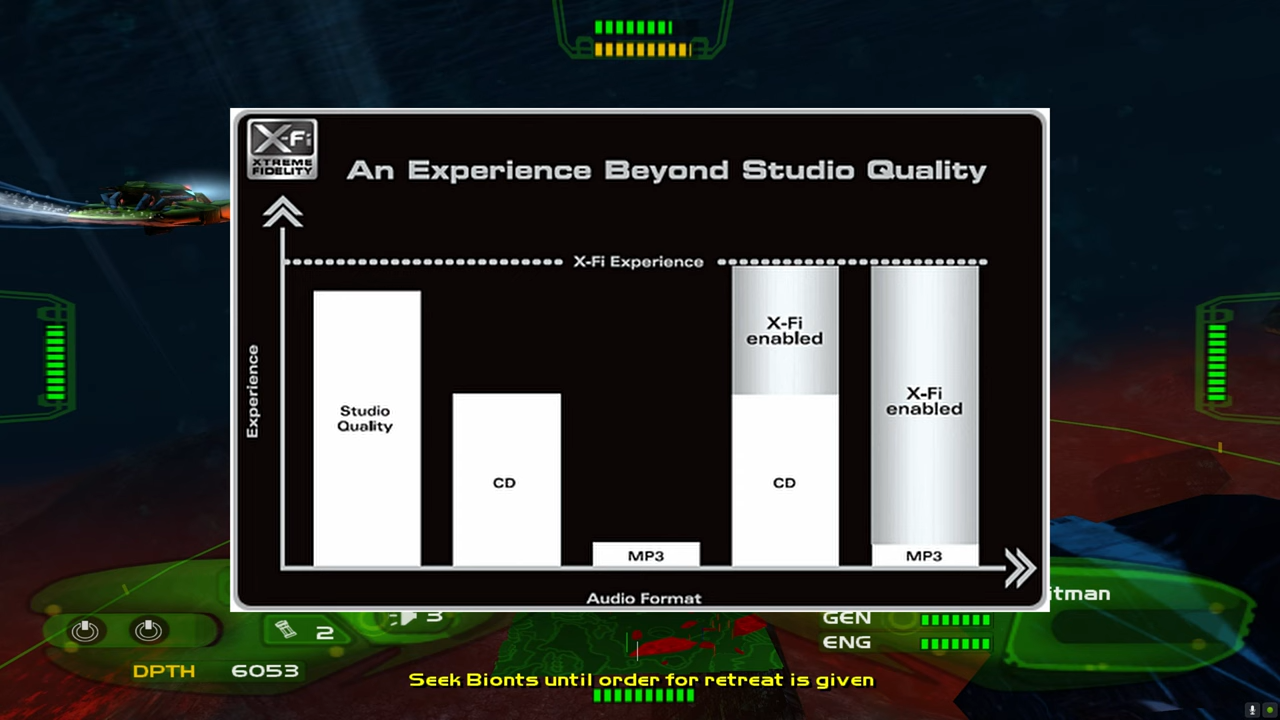 X-Fi
XTREME
FIDELITY
An Experience Beyond Studio Quality
X-Fi Experience
Experience
Studio
Quality
CD
MP3
X-Fi
enabled
CD
X-Fi
enabled
MP3
Audio Format
itman
2
3
GEN
ENG
DPTH 6053
Seek Bionts until order for retreat is given